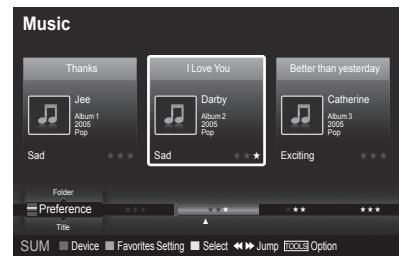 Music
Thanks
Jee
Album 1
2005
Pop
Sad ★★★
I Love You
Darby
Album 2
2005
Pop
Sad ★★★
Better than yesterday
Catherine
Album 3
2005
Pop
Exciting ★★★
Folder
Preference ★★★ ★★★ ★★★ ★★★
Title
SUM Device Favorites Setting Select Jump TOOLS Option